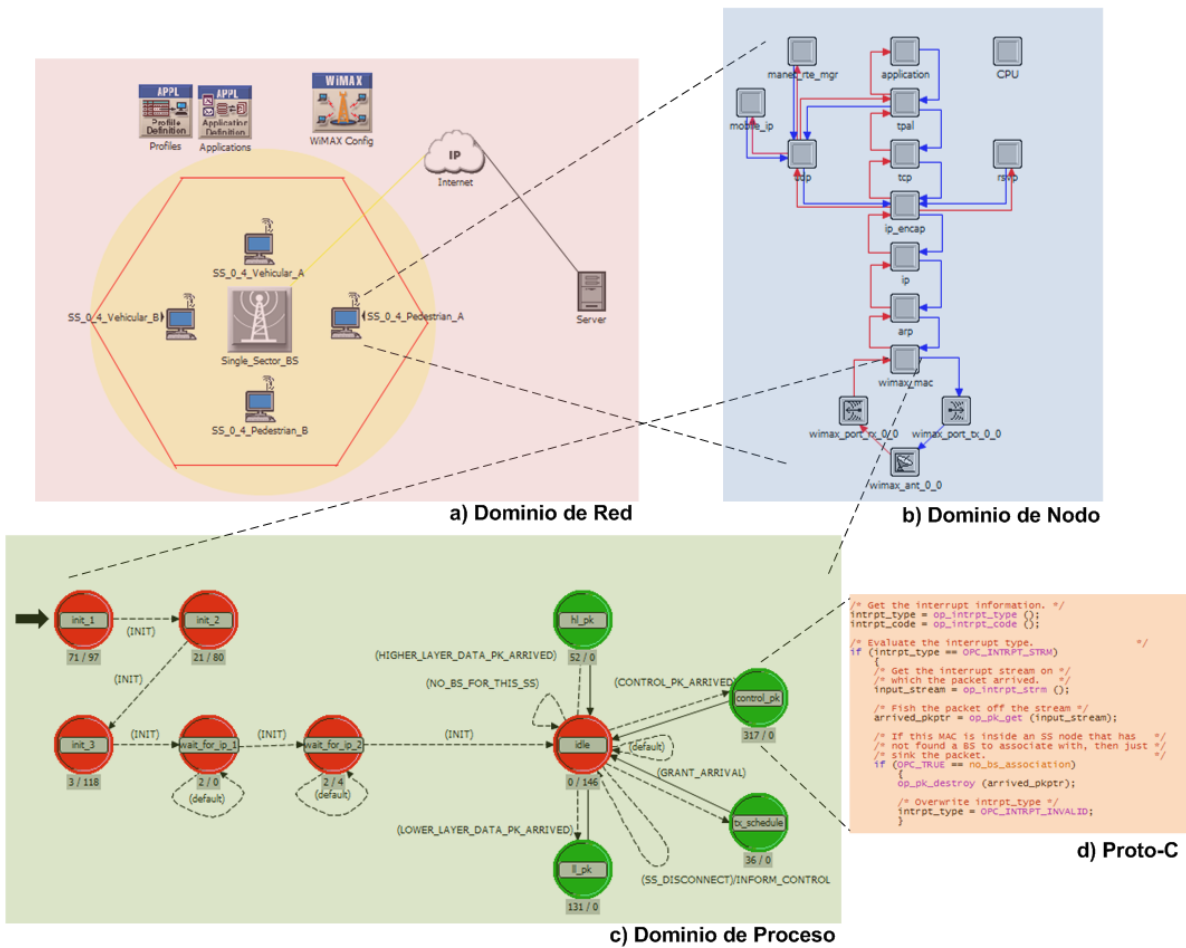 APPL
Profile
Definition
Profiles
APPL
Application
Definition
Applications
WiMAX
WiMAX Config
IP
Internet
SS_0_4_Vehicular_A
SS_0_4_Vehicular_B
SS_0_4_Pedestrian_A
Single_Sector_BS
SS_0_4_Pedestrian_B
Server
a) Dominio de Red
manet_rte_mgr
application
CPU
mobile_ip
tpal
udp
tcp
rsvp
ip_encap
ip
arp
wimax_mac
wimax_port_rx_0_0
wimax_port_tx_0_0
wimax_ant_0_0
b) Dominio de Nodo
init_1
71 / 97
(INIT)
init_2
21 / 80
(INIT)
init_3
3 / 118
(INIT)
wait_for_ip_1
2 / 0
(default)
(INIT)
wait_for_ip_2
2 / 4
(default)
(INIT)
hl_pk
52 / 0
(HIGHER_LAYER_DATA_PK_ARRIVED)
(NO_BS_FOR_THIS_SS)
(CONTROL_PK_ARRIVED)
control_pk
317 / 0
idle
0 / 146
(default)
(GRANT_ARRIVAL)
tx_schedule
36 / 0
(LOWER_LAYER_DATA_PK_ARRIVED)
ll_pk
131 / 0
(SS_DISCONNECT)/INFORM_CONTROL
c) Dominio de Proceso
/* Get the interrupt information. */
intrpt_type = op_intrpt_type ();
intrpt_code = op_intrpt_code ();
/* Evaluate the interrupt type. */
if (intrpt_type == OPC_INTRPT_STRM)
{
/* Get the interrupt stream on */
/* which the packet arrived. */
input_stream = op_intrpt_strm ();
/* Fish the packet off the stream */
arrived_pkptr = op_pk_get (input_stream);
/* If this MAC is inside an SS node that has */
/* not found a BS to associate with, then just */
/* sink the packet. */
if (OPC_TRUE == no_bs_association)
{
op_pk_destroy (arrived_pkptr);
/* Overwrite intrpt_type */
intrpt_type = OPC_INTRPT_INVALID;
}
d) Proto-C